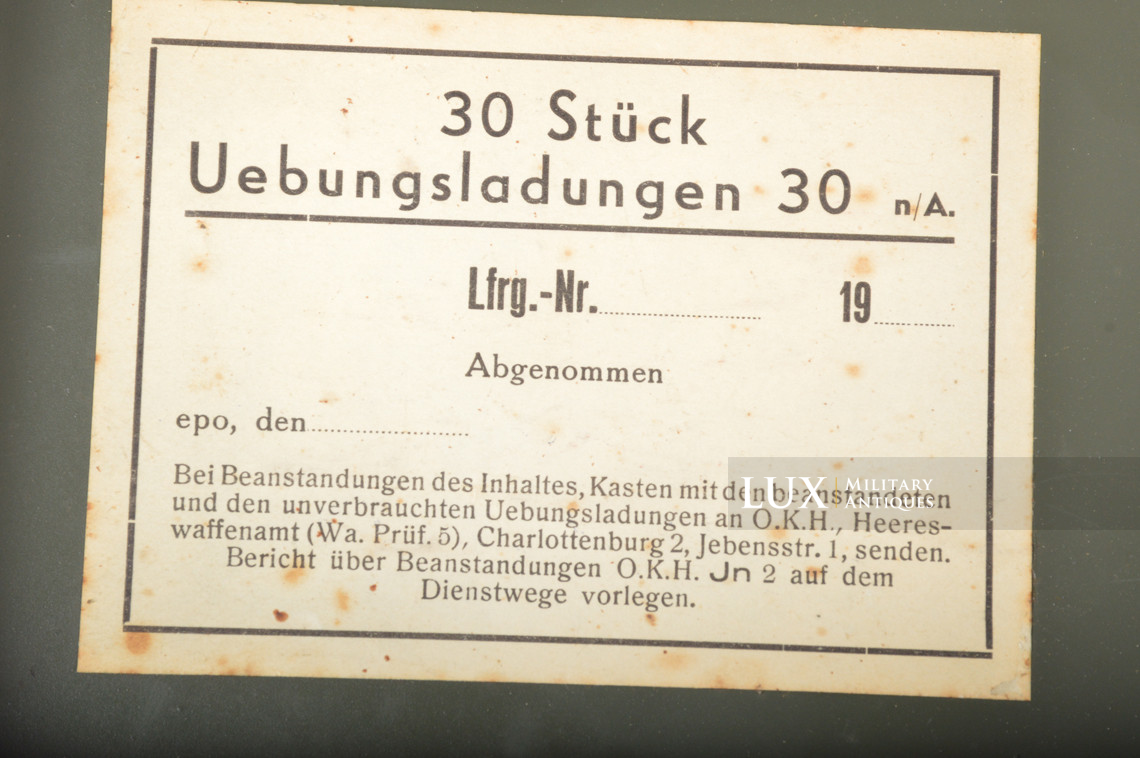 30 Stück
Uebungsladungen 30 n/A.
Lfrg.-Nr. 19
Abgenommen
epo, den
Bei Beanstandungen des Inhaltes, Kasten mit den beanstandeten
und den unverbrauchten Uebungsladungen an O.K.H., Heeres-
waffenamt (Wa. Prüf. 5), Charlottenburg 2, Jebensstr. 1, senden.
Bericht über Beanstandungen O.K.H. Jn 2 auf dem
Dienstwege vorlegen.
LUX MILITARY
ANTIQUES